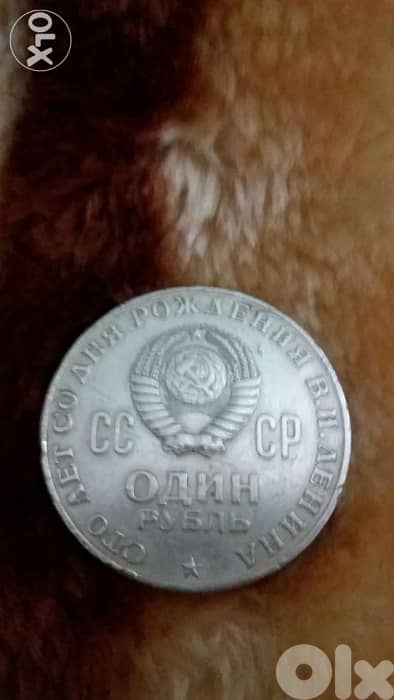 OLX
СТО ЛЕТ СО ДНЯ РОЖДЕНИЯ В.И.ЛЕНИНА
СС СР
ОДИН
РУБЛЬ
Olx